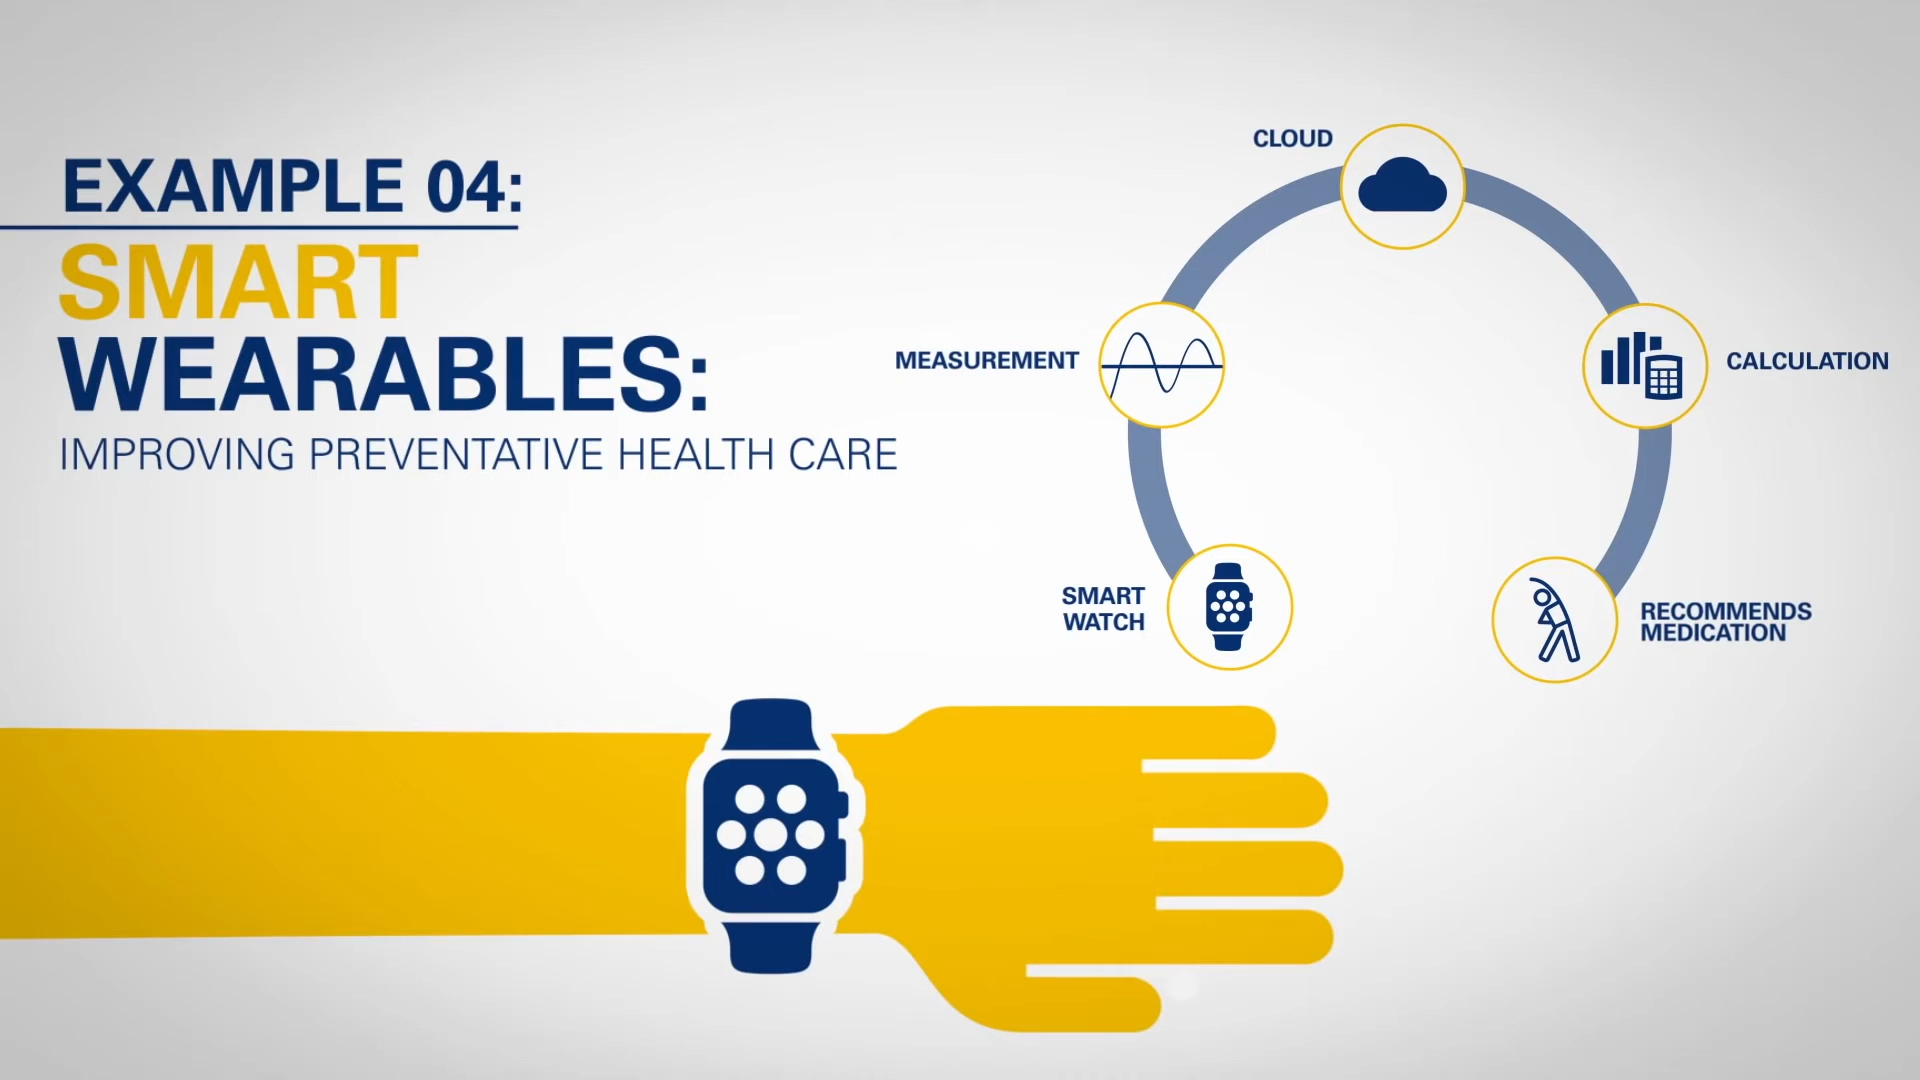 EXAMPLE 04:
SMART
WEARABLES:
IMPROVING PREVENTATIVE HEALTH CARE
CLOUD
MEASUREMENT
CALCULATION
SMART
WATCH
RECOMMENDS
MEDICATION